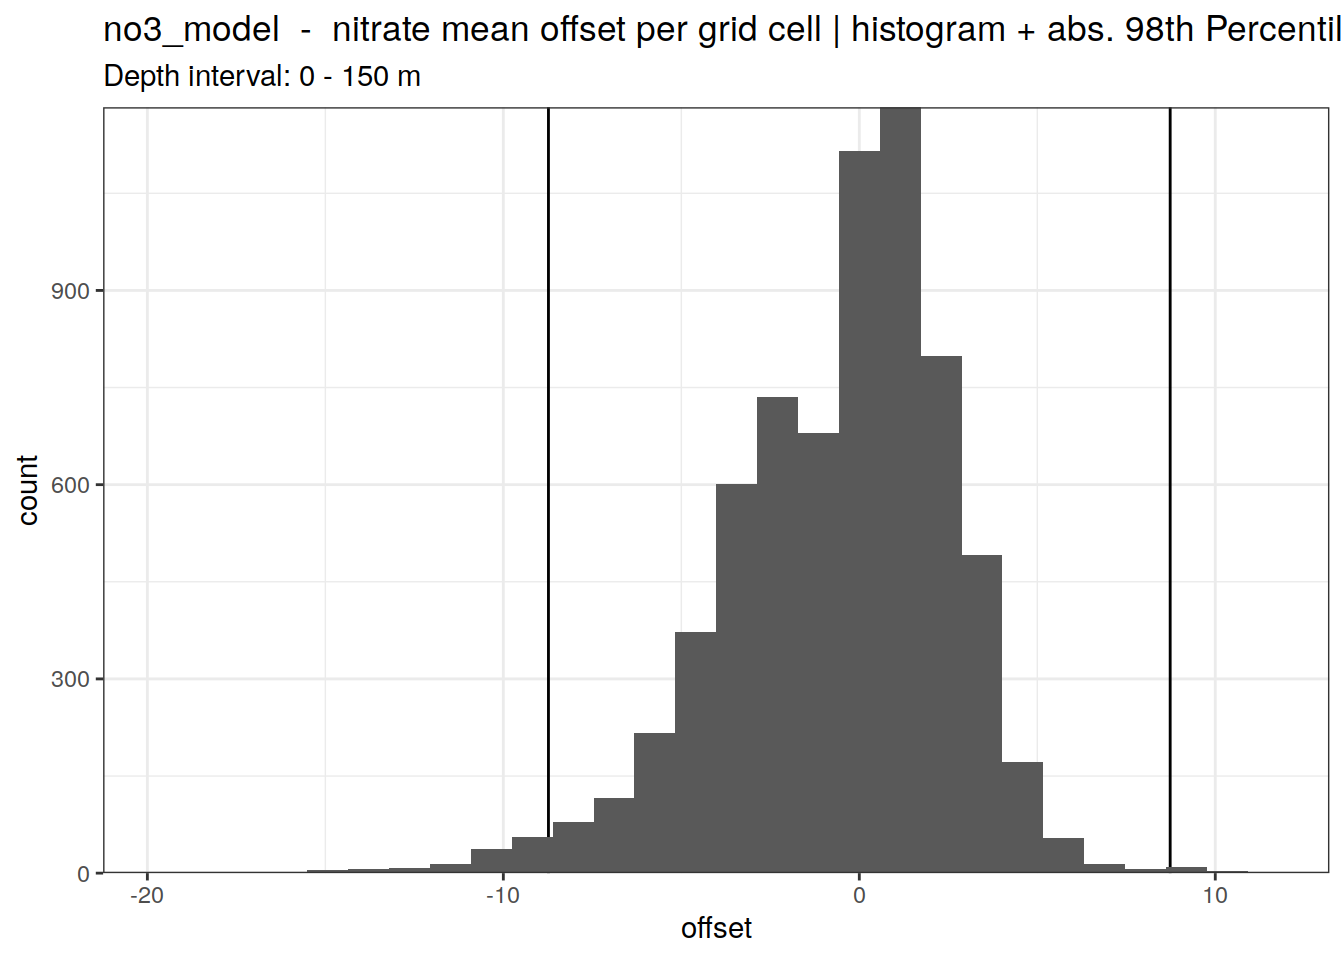 no3_model  -  nitrate mean offset per grid cell | histogram + abs. 98th Percentil
Depth interval: 0 - 150 m
900
600
300
0
count
-20
-10
0
10
offset